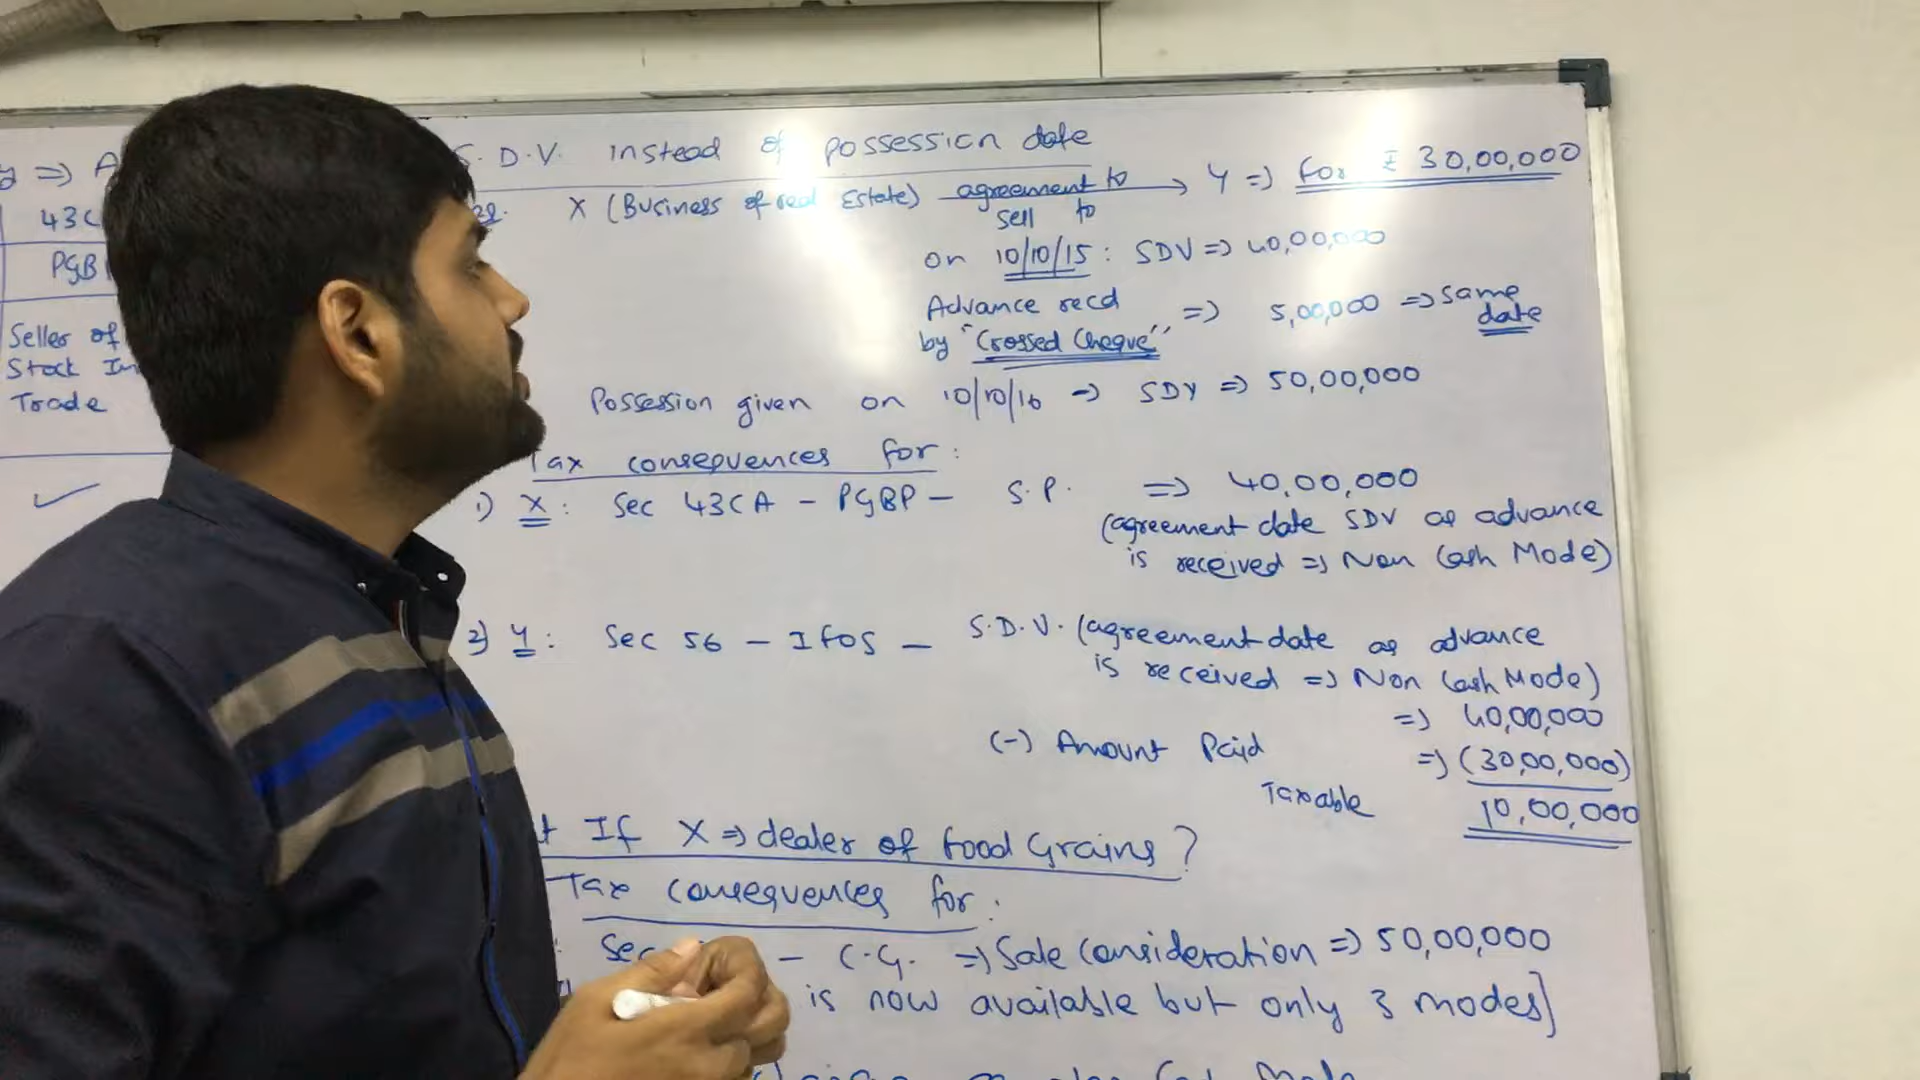 S.D.V. instead of possession date
eg. X (Business of real Estate) agreement to sell to Y => for ₹ 30,00,000
on 10/10/15 : SDV => 40,00,000
Advance recd
by "Crossed Cheque" => 5,00,000 => same date
Possession given on 10/10/16 => SDV => 50,00,000
Tax consequences for :
1) X : Sec 43CA - PGBP - S.P. => 40,00,000
(agreement date SDV as advance
is received => Non Cash Mode)
2) Y : Sec 56 - IFOS - S.D.V. (agreement date as advance
is received => Non Cash Mode)
=> 40,00,000
(-) Amount Paid => (30,00,000)
Taxable 10,00,000
If X => dealer of food Grains?
Tax consequences for :
Sec - C.G. => Sale Consideration => 50,00,000
is now available but only 3 modes]
43C
PGB
Seller of
Stock In
Trade